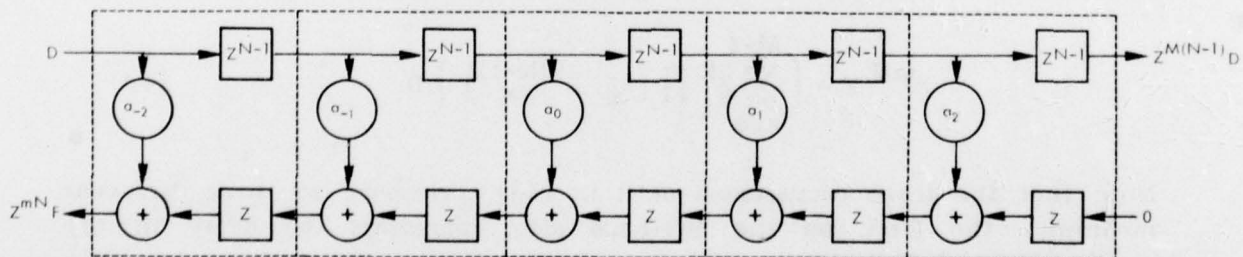 D Z^{N-1} Z^{N-1} Z^{N-1} Z^{N-1} Z^{N-1} Z^{M(N-1)}D
a_{-2} a_{-1} a_0 a_1 a_2
Z^{mN}F + Z + Z + Z + Z + Z 0